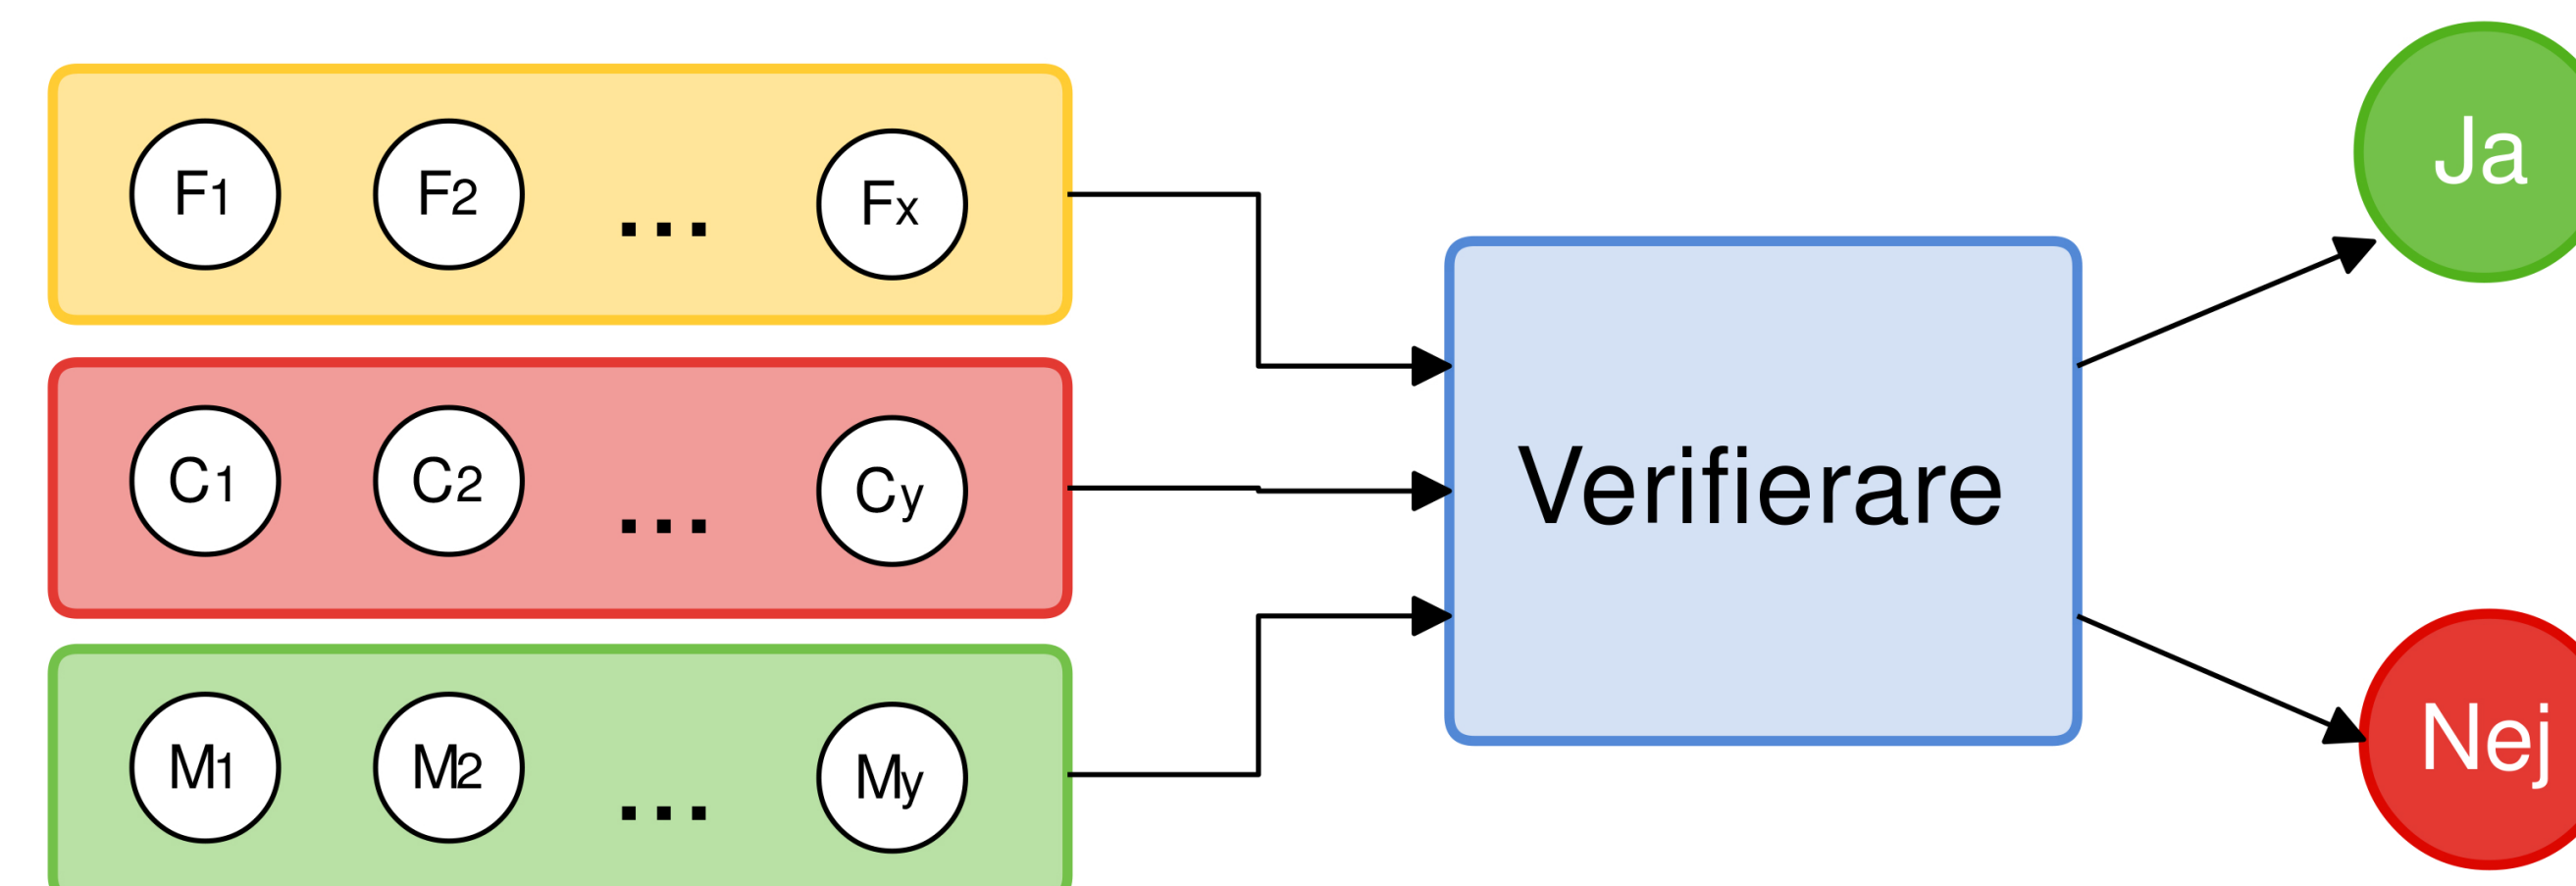 F1 F2 ... Fx
C1 C2 ... Cy
M1 M2 ... My
Verifierare
Ja
Nej